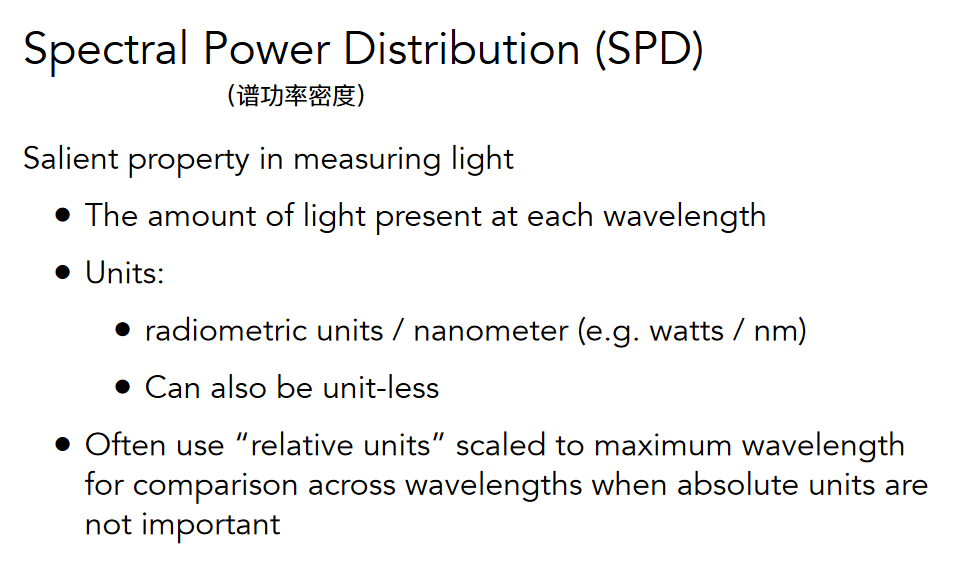 Spectral Power Distribution (SPD)
(谱功率密度)
Salient property in measuring light
• The amount of light present at each wavelength
• Units:
• radiometric units / nanometer (e.g. watts / nm)
• Can also be unit-less
• Often use “relative units” scaled to maximum wavelength
for comparison across wavelengths when absolute units are
not important